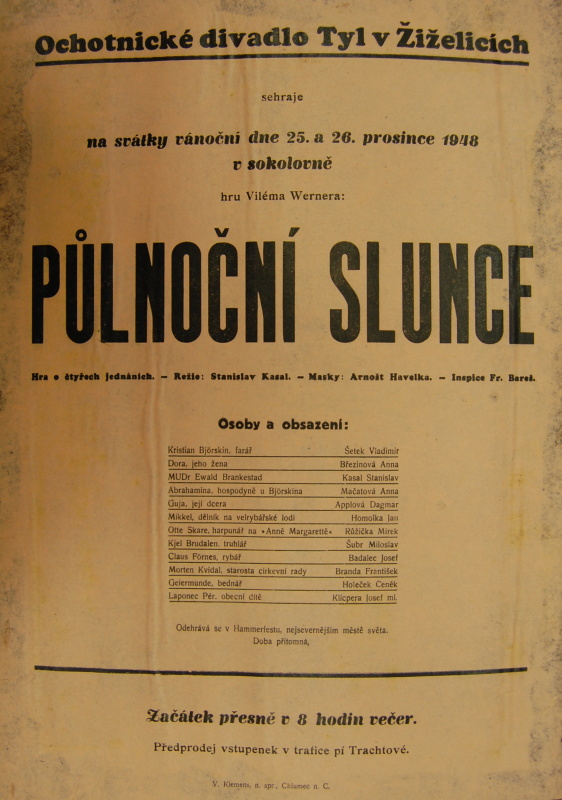 Ochotnické divadlo Tyl v Žiželicích
sehraje
na svátky vánoční dne 25. a 26. prosince 1948
v sokolovně
hru Viléma Wernera:
PŮLNOČNÍ SLUNCE
Hra o čtyřech jednáních. — Režie: Stanislav Kasal. — Masky: Arnošt Havelka. — Inspice Fr. Bareš.
Osoby a obsazení:
Kristian Björskin, farář Šetek Vladimír
Dora, jeho žena Březinová Anna
MUDr Ewald Brankestad Kasal Stanislav
Abrahamina, hospodyně u Björskina Mačatová Anna
Guja, její dcera Applová Dagmar
Mikkel, dělník na velrybářské lodi Homolka Jan
Otte Skare, harpunář na »Anně Margarettě« Růžička Mirek
Kjel Brudalen, truhlář Šubr Miloslav
Claus Förnes, rybář Badalec Josef
Morten Kvidal, starosta církevní rady Branda František
Geiermunde, bednář Holeček Ceněk
Laponec Pér, obecní dítě Klicpera Josef ml.
Odehrává se v Hammerfestu, nejsevernějším městě světa.
Doba přítomná,
Začátek přesně v 8 hodin večer.
Předprodej vstupenek v trafice pí Trachtové.
V. Klemens, n. spr., Chlumec n. C.